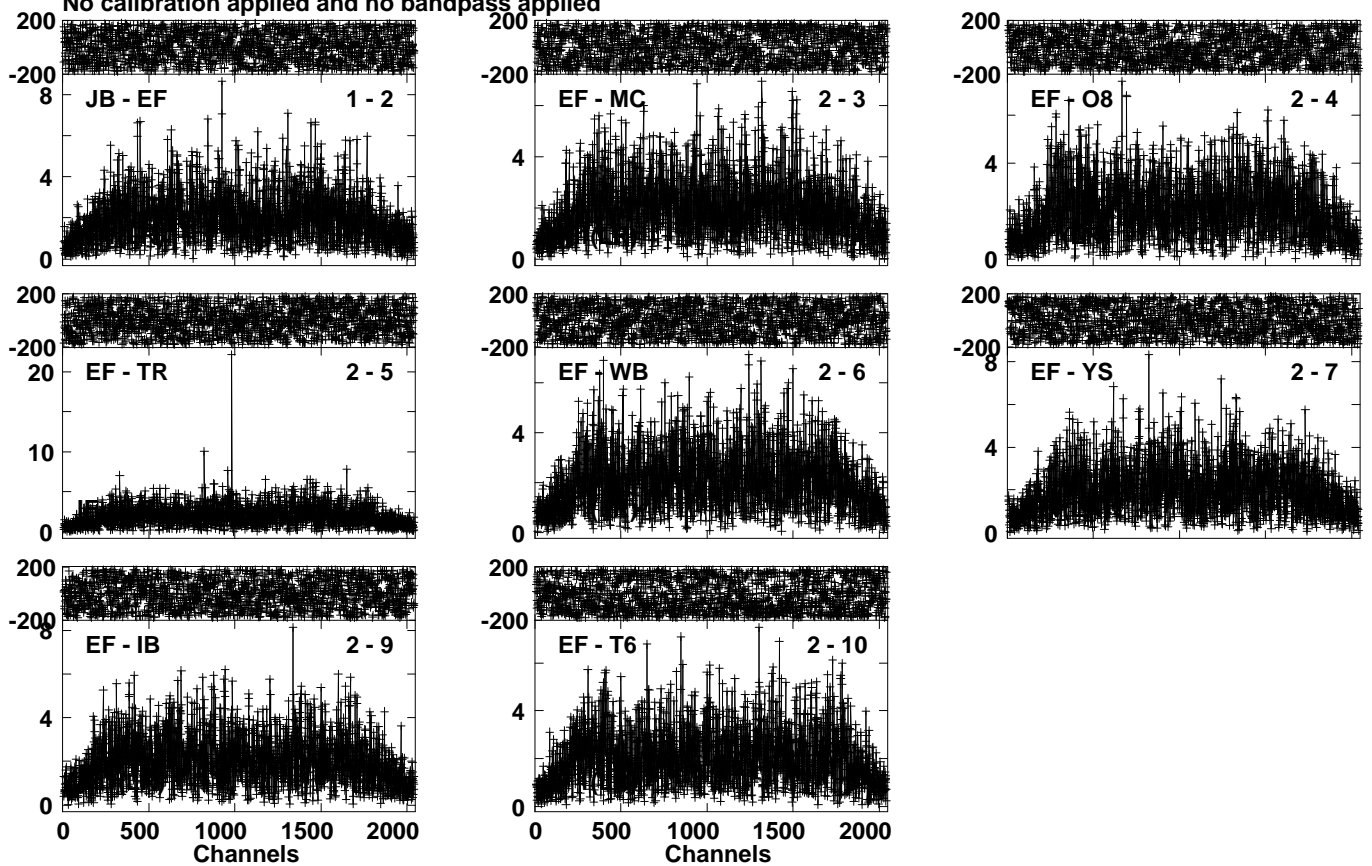 No calibration applied and no bandpass applied
200 200 200
-200 -200 -200
JB - EF 1 - 2 EF - MC 2 - 3 EF - O8 2 - 4
8
4 4 4
0 0 0
200 200 200
-200 -200 -200
EF - TR 2 - 5 EF - WB 2 - 6 EF - YS 2 - 7
20 8
10 4 4
0 0 0
200 200
-200 -200
EF - IB 2 - 9 EF - T6 2 - 10
8
4 4
0 0
0 500 1000 1500 2000 0 500 1000 1500 2000
Channels Channels